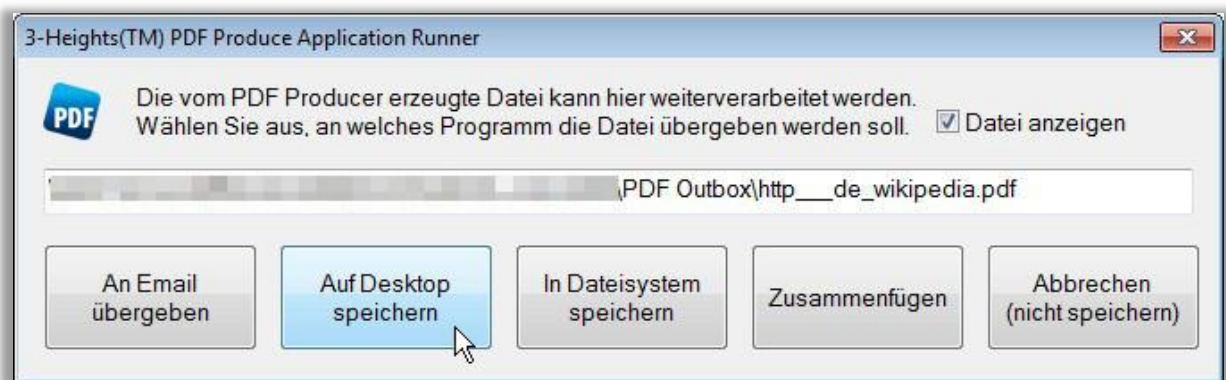 3-Heights(TM) PDF Produce Application Runner
PDF
Die vom PDF Producer erzeugte Datei kann hier weiterverarbeitet werden.
Wählen Sie aus, an welches Programm die Datei übergeben werden soll.
Datei anzeigen
\PDF Outbox\http___de_wikipedia.pdf
An Email
übergeben
Auf Desktop
speichern
In Dateisystem
speichern
Zusammenfügen
Abbrechen
(nicht speichern)